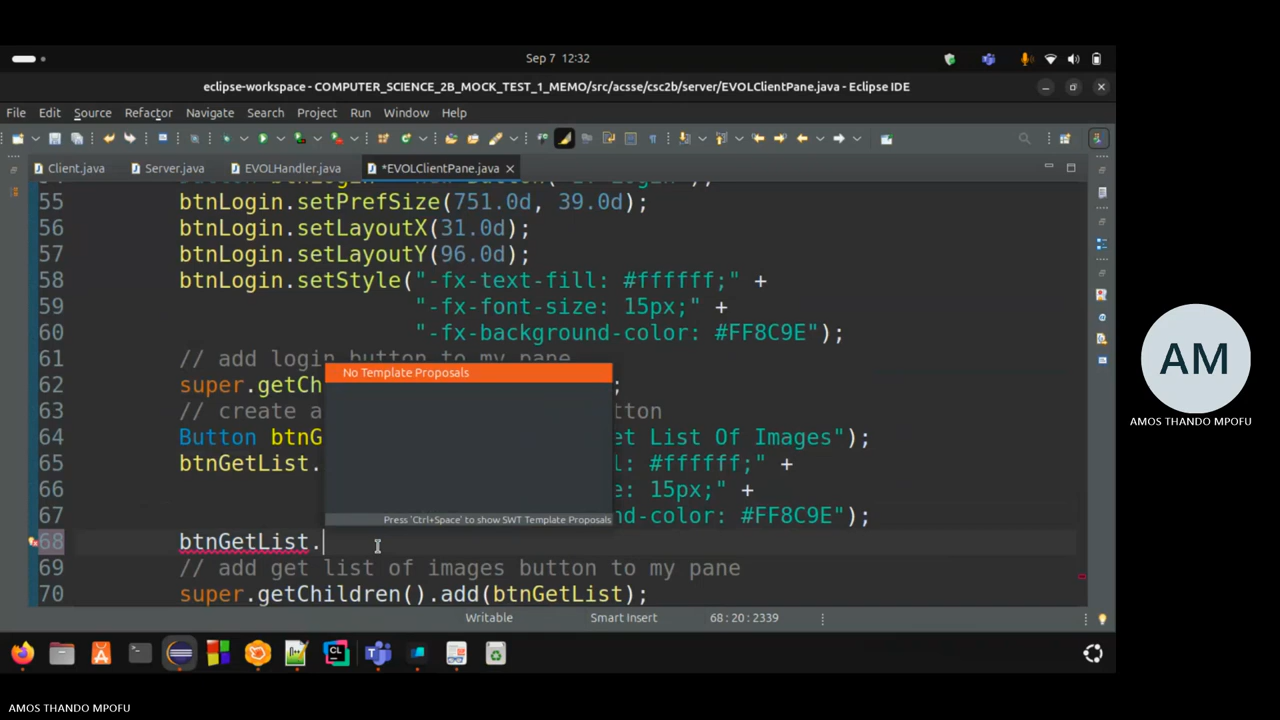 Sep 7 12:32
eclipse-workspace - COMPUTER_SCIENCE_2B_MOCK_TEST_1_MEMO/src/acsse/csc2b/server/EVOLClientPane.java - Eclipse IDE
File Edit Source Refactor Navigate Search Project Run Window Help
Client.java Server.java EVOLHandler.java *EVOLClientPane.java
55 btnLogin.setPrefSize(751.0d, 39.0d);
56 btnLogin.setLayoutX(31.0d);
57 btnLogin.setLayoutY(96.0d);
58 btnLogin.setStyle("-fx-text-fill: #ffffff;" +
59 "-fx-font-size: 15px;" +
60 "-fx-background-color: #FF8C9E");
61 // add login button to my pane
62 super.getCh ;
63 // create a tton
64 Button btnG et List Of Images");
65 btnGetList. l: #ffffff;" +
66 e: 15px;" +
67 nd-color: #FF8C9E");
No Template Proposals
Press 'Ctrl+Space' to show SWT Template Proposals
68 btnGetList.
69 // add get list of images button to my pane
70 super.getChildren().add(btnGetList);
Writable Smart Insert 68 : 20 : 2339
AM
AMOS THANDO MPOFU
AMOS THANDO MPOFU